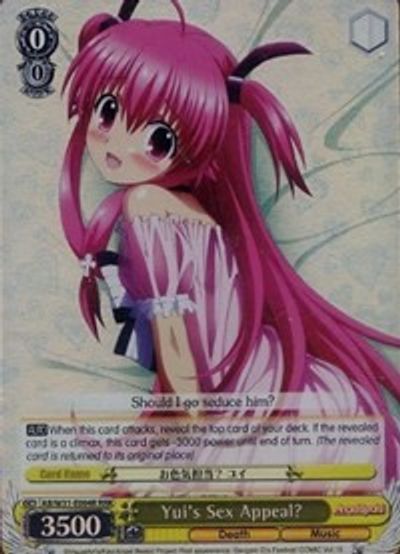 0
0
Should I go seduce him?
AUTO When this card attacks, reveal the top card of your deck. If the revealed
card is a climax, this card gets -3000 power until end of turn. (The revealed
card is returned to its original place)
Card Name お色気担当? ユイ
3500 Yui's Sex Appeal?
Death Music